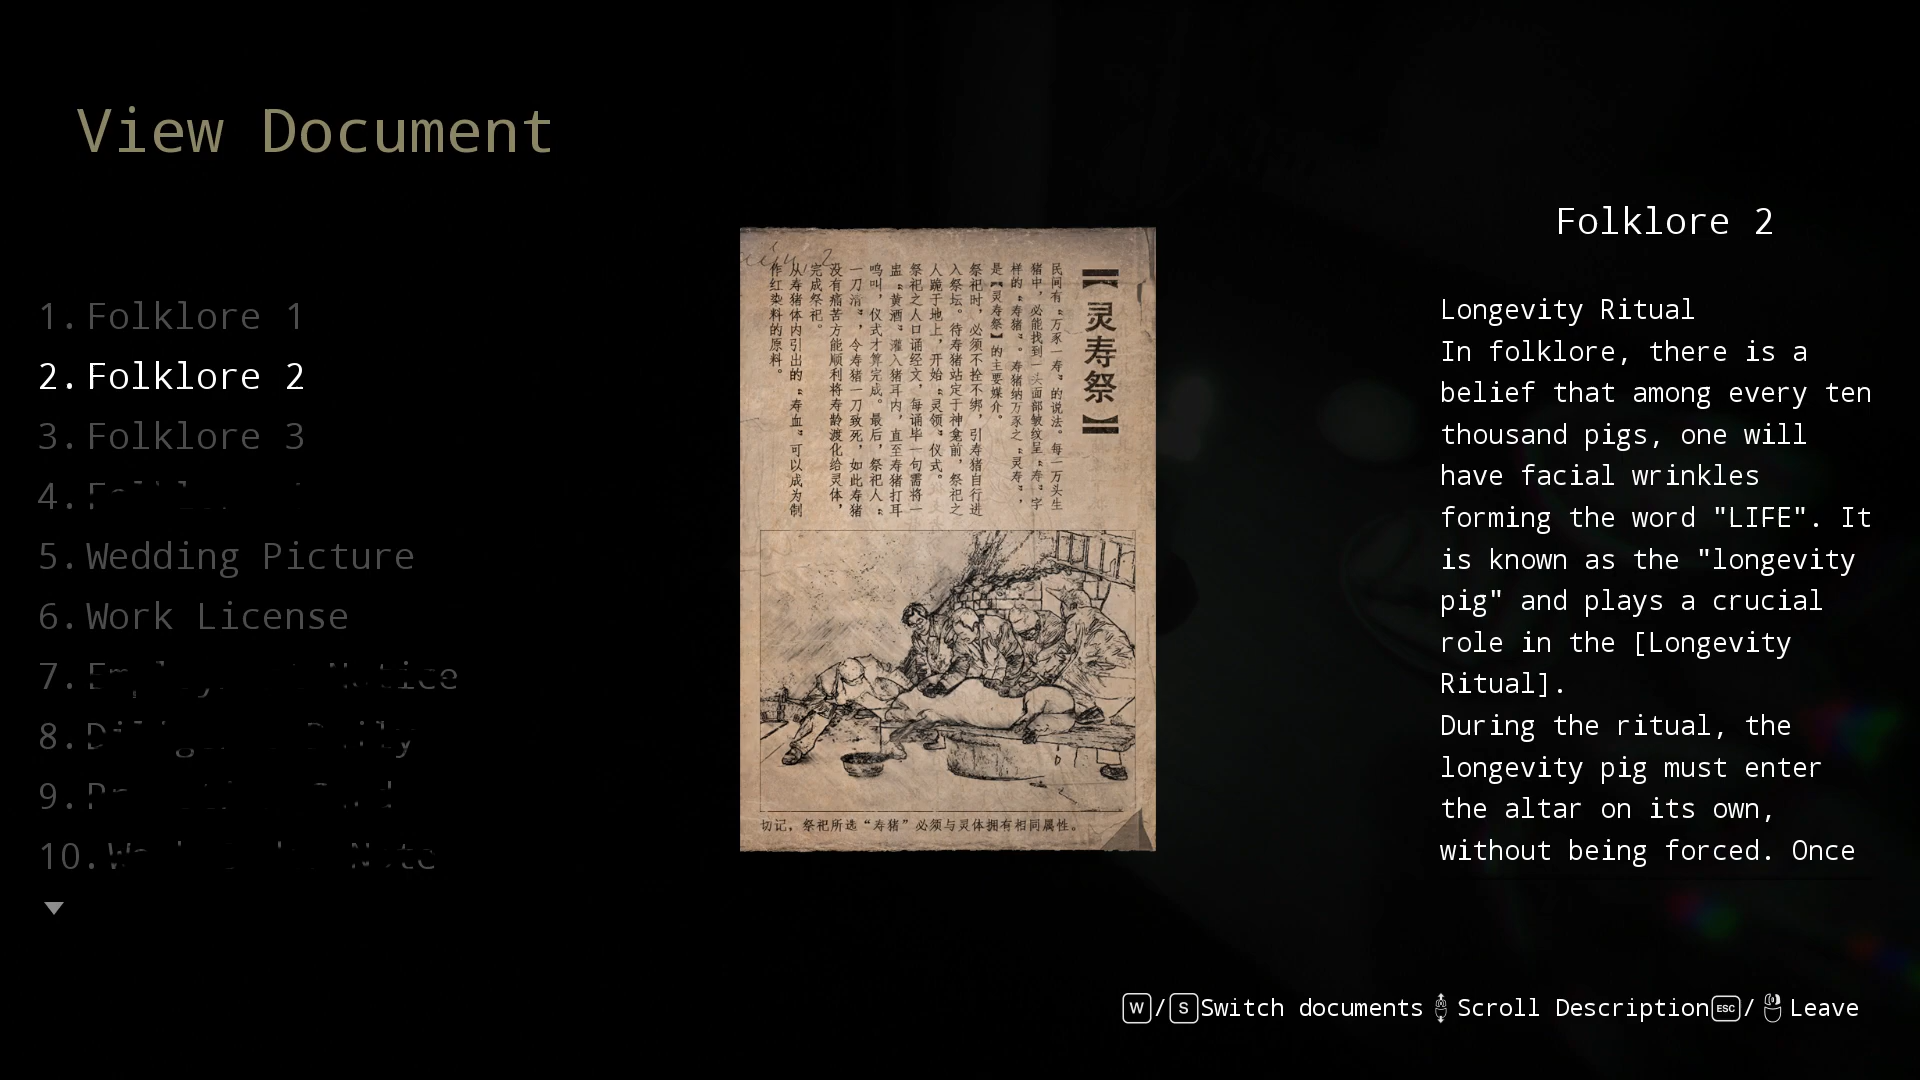 View Document
1. Folklore 1
2. Folklore 2
3. Folklore 3
4.
5. Wedding Picture
6. Work License
7. Notice
8.
9.
10. Note
【灵寿祭】
民间有“万豕一寿”的说法。每一万头生
猪中，必能找到一头面部皱纹呈“寿”字
样的“寿猪”。寿猪纳万豕之“灵寿”，
是【灵寿祭】的主要媒介。
祭祀时，必须不拴不绑，引寿猪自行进
入祭坛。待寿猪站定于神龛前，祭祀之
人跪于地上，开始“灵领”仪式。
祭祀之人口诵经文，每诵毕一句需将一
盅“黄酒”灌入猪耳内，直至寿猪打耳
鸣叫，仪式才算完成。最后，祭祀人“
一刀清”，令寿猪一刀致死，如此寿猪
没有痛苦方能顺利将寿龄渡化给灵体，
完成祭祀。
从寿猪体内引出的“寿血”可以成为制
作红染料的原料。
切记，祭祀所选“寿猪”必须与灵体拥有相同属性。
Folklore 2
Longevity Ritual
In folklore, there is a
belief that among every ten
thousand pigs, one will
have facial wrinkles
forming the word "LIFE". It
is known as the "longevity
pig" and plays a crucial
role in the [Longevity
Ritual].
During the ritual, the
longevity pig must enter
the altar on its own,
without being forced. Once
W/S Switch documents Scroll Description ESC/ Leave